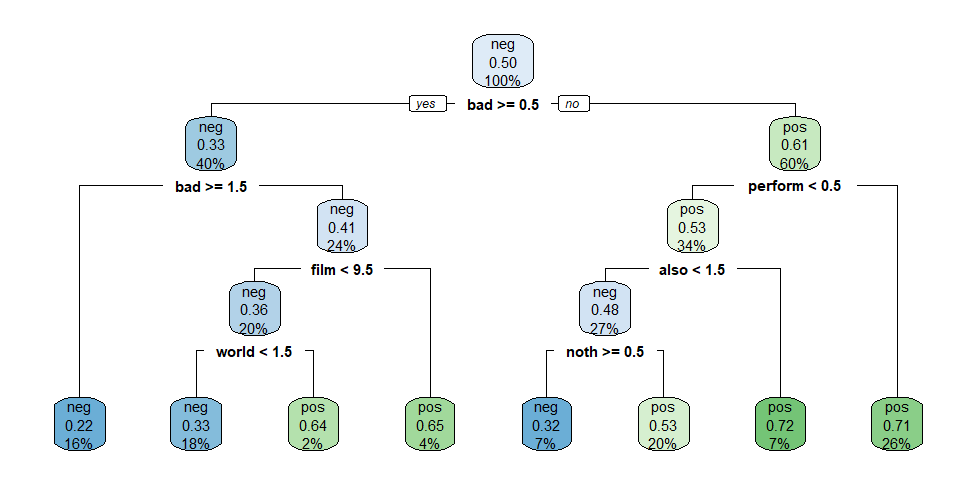 neg
0.50
100%
yes bad >= 0.5 no
neg
0.33
40%
pos
0.61
60%
bad >= 1.5
perform < 0.5
neg
0.41
24%
pos
0.53
34%
film < 9.5
also < 1.5
neg
0.36
20%
neg
0.48
27%
world < 1.5
noth >= 0.5
neg
0.22
16%
neg
0.33
18%
pos
0.64
2%
pos
0.65
4%
neg
0.32
7%
pos
0.53
20%
pos
0.72
7%
pos
0.71
26%